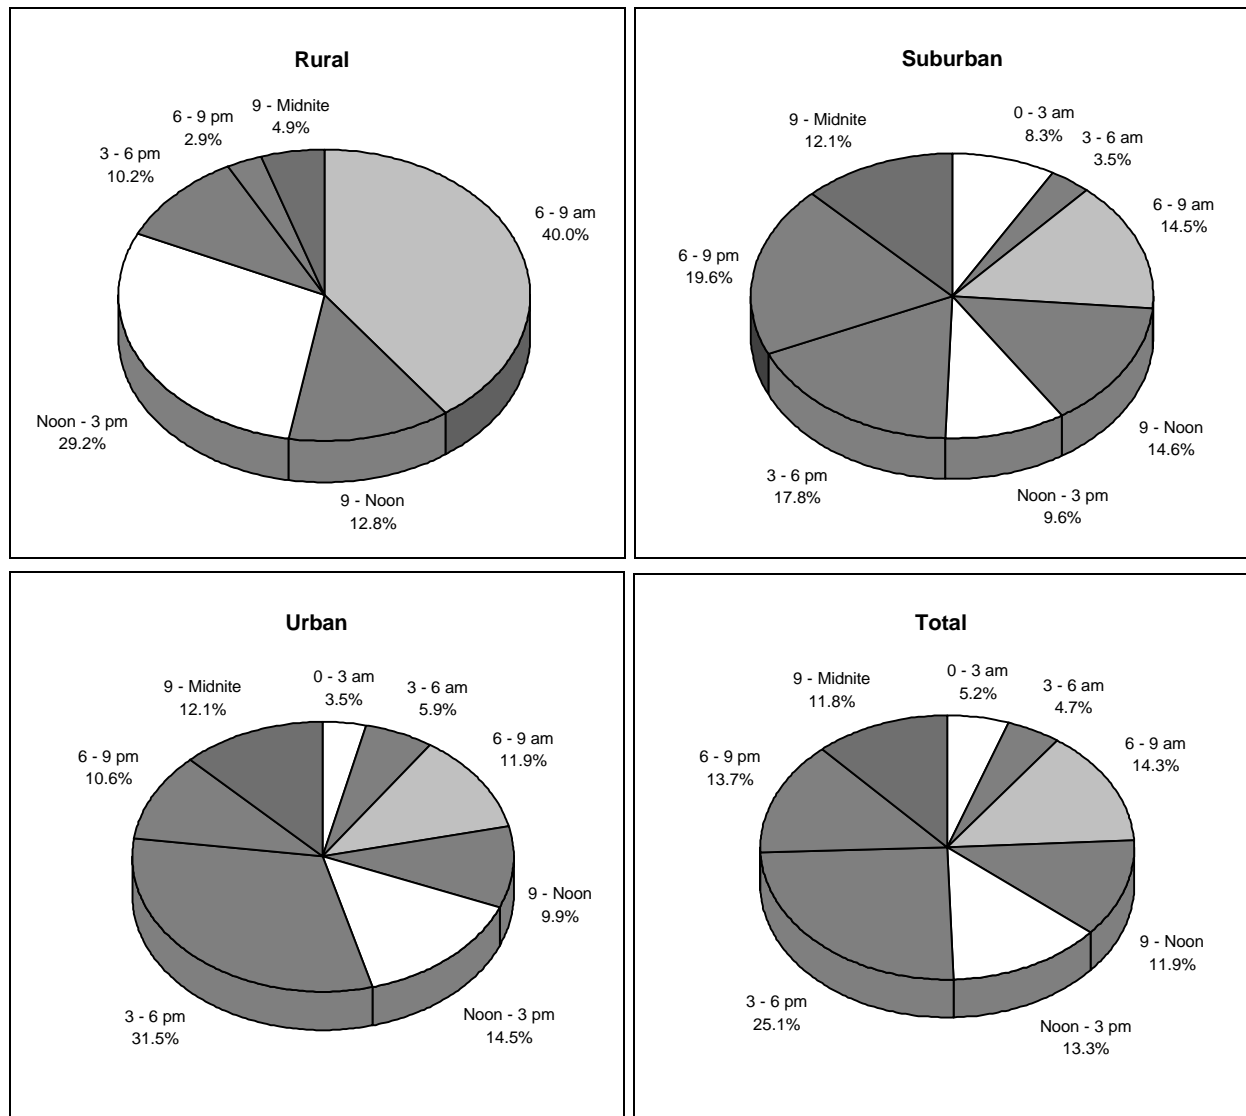 Rural
9 - Midnite
4.9%
6 - 9 pm
2.9%
3 - 6 pm
10.2%
6 - 9 am
40.0%
Noon - 3 pm
29.2%
9 - Noon
12.8%
Suburban
0 - 3 am
8.3%
9 - Midnite
12.1%
3 - 6 am
3.5%
6 - 9 am
14.5%
6 - 9 pm
19.6%
9 - Noon
14.6%
3 - 6 pm
17.8%
Noon - 3 pm
9.6%
Urban
0 - 3 am
3.5%
9 - Midnite
12.1%
3 - 6 am
5.9%
6 - 9 am
11.9%
6 - 9 pm
10.6%
9 - Noon
9.9%
3 - 6 pm
31.5%
Noon - 3 pm
14.5%
Total
0 - 3 am
5.2%
9 - Midnite
11.8%
3 - 6 am
4.7%
6 - 9 am
14.3%
6 - 9 pm
13.7%
9 - Noon
11.9%
3 - 6 pm
25.1%
Noon - 3 pm
13.3%